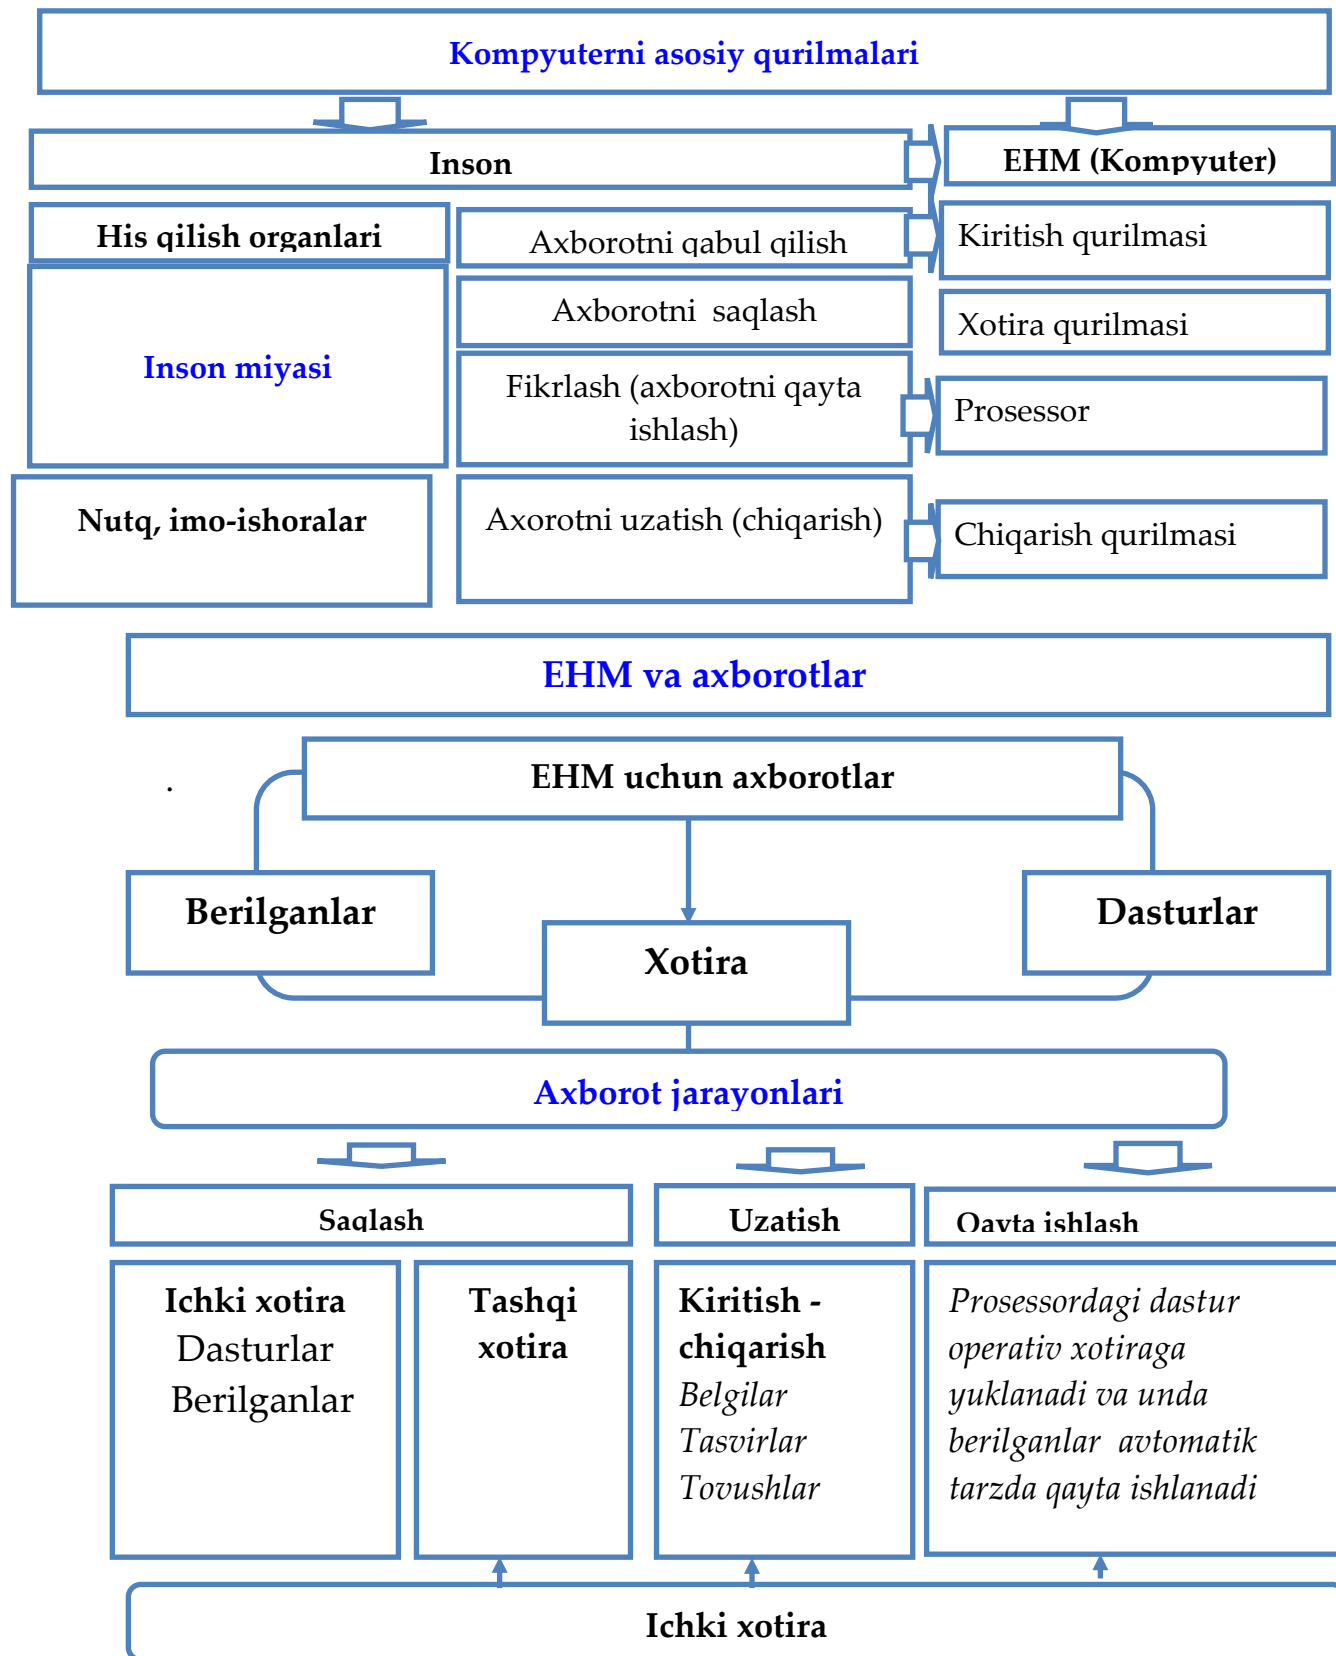 Kompyuterni asosiy qurilmalari
Inson
EHM (Kompyuter)
His qilish organlari
Axborotni qabul qilish
Kiritish qurilmasi
Inson miyasi
Axborotni saqlash
Xotira qurilmasi
Fikrlash (axborotni qayta
ishlash)
Prosessor
Nutq, imo-ishoralar
Axorotni uzatish (chiqarish)
Chiqarish qurilmasi
EHM va axborotlar
.
EHM uchun axborotlar
Berilganlar
Dasturlar
Xotira
Axborot jarayonlari
Saqlash
Uzatish
Qayta ishlash
Ichki xotira
Dasturlar
Berilganlar
Tashqi
xotira
Kiritish -
chiqarish
Belgilar
Tasvirlar
Tovushlar
Prosessordagi dastur
operativ xotiraga
yuklanadi va unda
berilganlar avtomatik
tarzda qayta ishlanadi
Ichki xotira